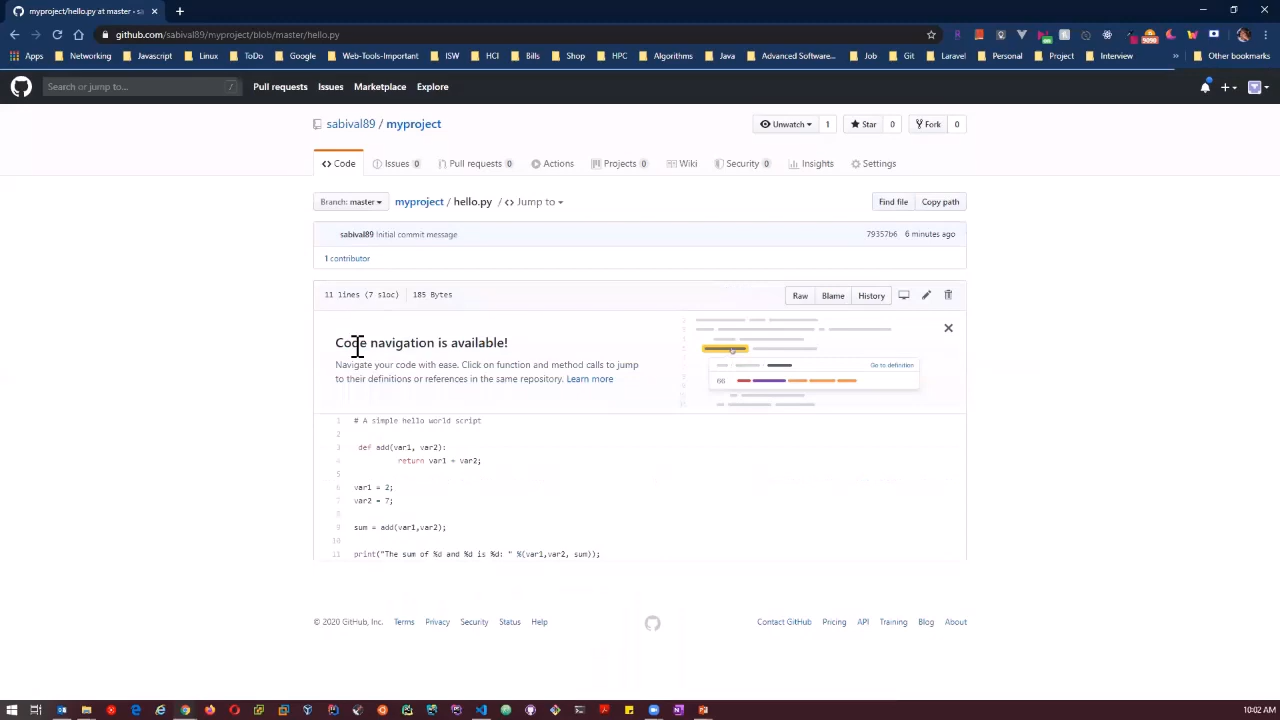 myproject/hello.py at master · sa
github.com/sabival89/myproject/blob/master/hello.py
Apps Networking Javascript Linux ToDo Google Web-Tools-Important ISW HCI Bills Shop HPC Algorithms Java Advanced Software... Job Git Laravel Personal Project Interview » Other bookmarks
Search or jump to... / Pull requests Issues Marketplace Explore
sabival89 / myproject Unwatch 1 Star 0 Fork 0
Code Issues 0 Pull requests 0 Actions Projects 0 Wiki Security 0 Insights Settings
Branch: master myproject / hello.py / <> Jump to Find file Copy path
sabival89 Initial commit message 79357b6 6 minutes ago
1 contributor
11 lines (7 sloc) 185 Bytes Raw Blame History
Code navigation is available!
Navigate your code with ease. Click on function and method calls to jump
to their definitions or references in the same repository. Learn more
Go to definition
66
1 # A simple hello world script
2
3 def add(var1, var2):
4 return var1 + var2;
5
6 var1 = 2;
7 var2 = 7;
8
9 sum = add(var1,var2);
10
11 print("The sum of %d and %d is %d: " %(var1,var2, sum));
© 2020 GitHub, Inc. Terms Privacy Security Status Help Contact GitHub Pricing API Training Blog About
10:02 AM